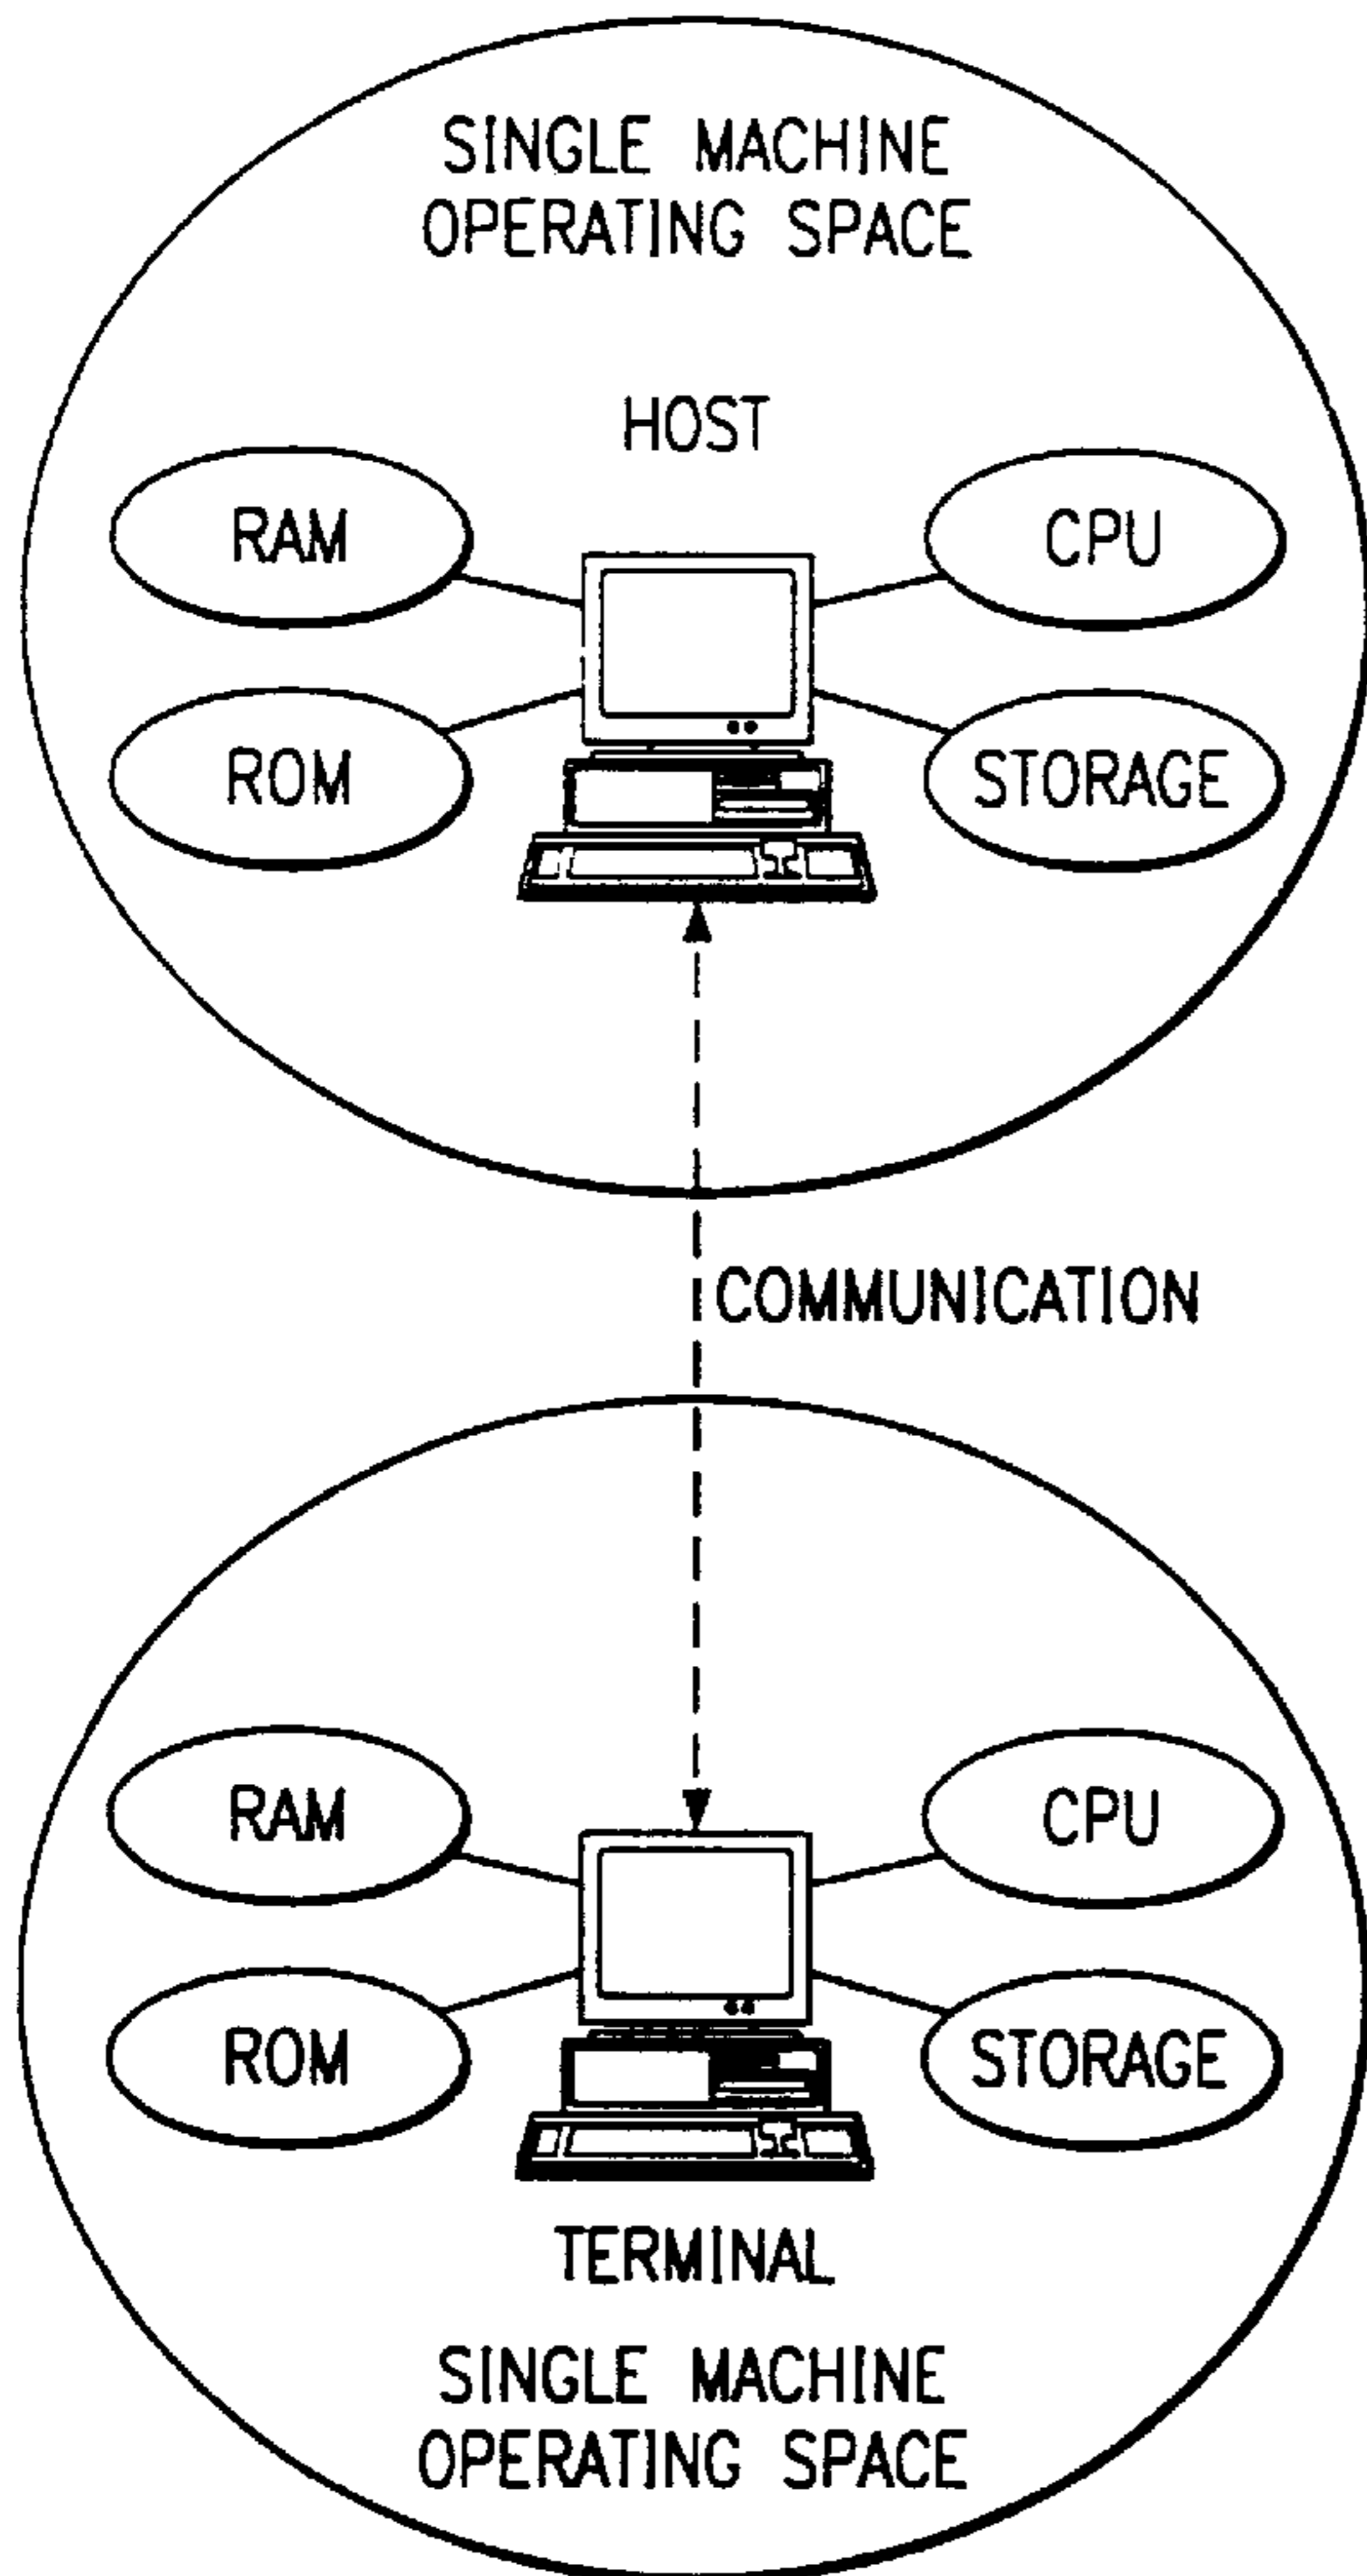 SINGLE MACHINE
OPERATING SPACE
HOST
RAM
CPU
ROM
STORAGE
COMMUNICATION
RAM
CPU
ROM
STORAGE
TERMINAL
SINGLE MACHINE
OPERATING SPACE